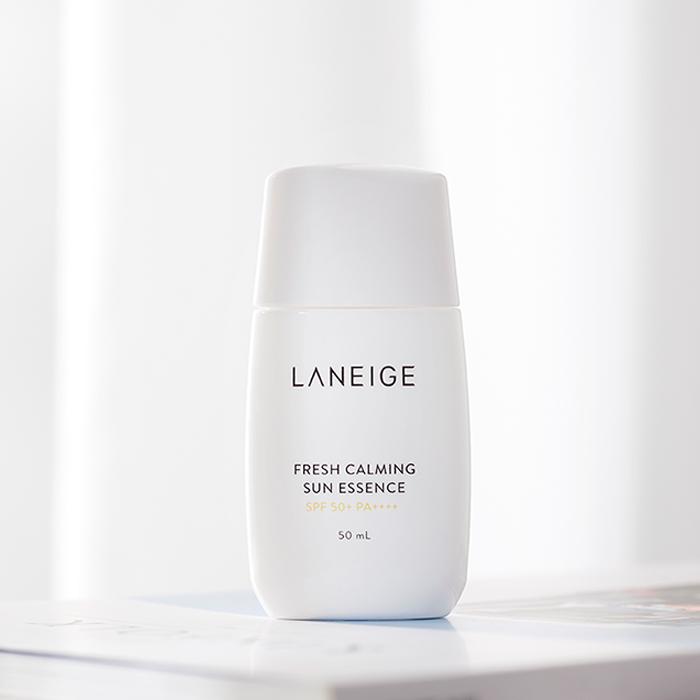 LANEIGE
FRESH CALMING
SUN ESSENCE
SPF 50+ PA++++
50 mL